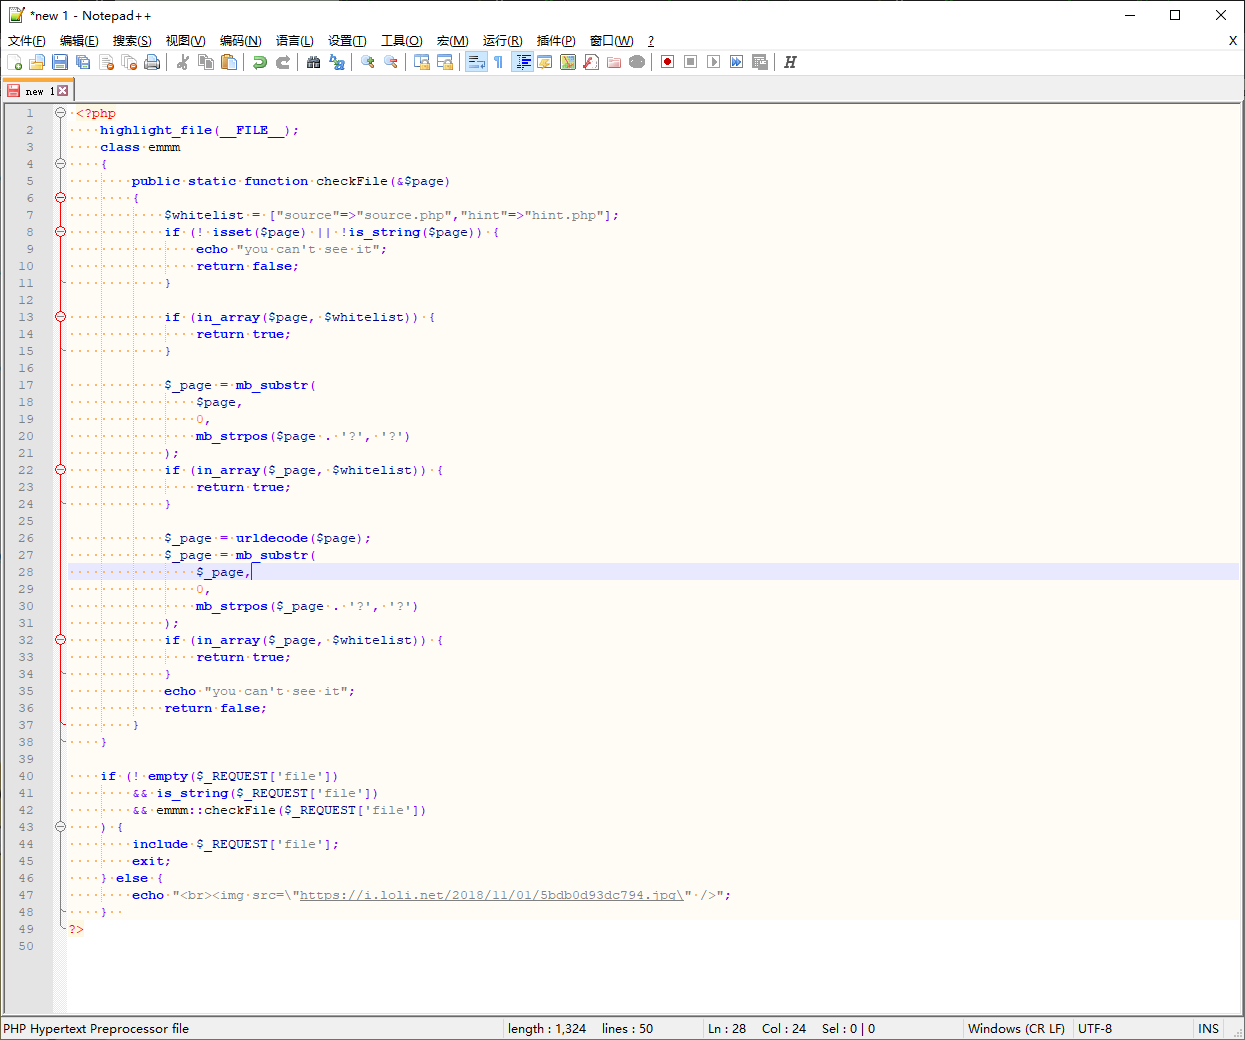 *new 1 - Notepad++
文件(F) 编辑(E) 搜索(S) 视图(V) 编码(N) 语言(L) 设置(T) 工具(O) 宏(M) 运行(R) 插件(P) 窗口(W) ? X
new 1
1 <?php
2 highlight_file(__FILE__);
3 class emmm
4 {
5 public static function checkFile(&$page)
6 {
7 $whitelist = ["source"=>"source.php","hint"=>"hint.php"];
8 if (! isset($page) || !is_string($page)) {
9 echo "you can't see it";
10 return false;
11 }
12
13 if (in_array($page, $whitelist)) {
14 return true;
15 }
16
17 $_page = mb_substr(
18 $page,
19 0,
20 mb_strpos($page . '?', '?')
21 );
22 if (in_array($_page, $whitelist)) {
23 return true;
24 }
25
26 $_page = urldecode($page);
27 $_page = mb_substr(
28 $_page,
29 0,
30 mb_strpos($_page . '?', '?')
31 );
32 if (in_array($_page, $whitelist)) {
33 return true;
34 }
35 echo "you can't see it";
36 return false;
37 }
38 }
39
40 if (! empty($_REQUEST['file'])
41 && is_string($_REQUEST['file'])
42 && emmm::checkFile($_REQUEST['file'])
43 ) {
44 include $_REQUEST['file'];
45 exit;
46 } else {
47 echo "<br><img src=\"https://i.loli.net/2018/11/01/5bdb0d93dc794.jpg\" />";
48 }
49 ?>
50
PHP Hypertext Preprocessor file length : 1,324 lines : 50 Ln : 28 Col : 24 Sel : 0 | 0 Windows (CR LF) UTF-8 INS